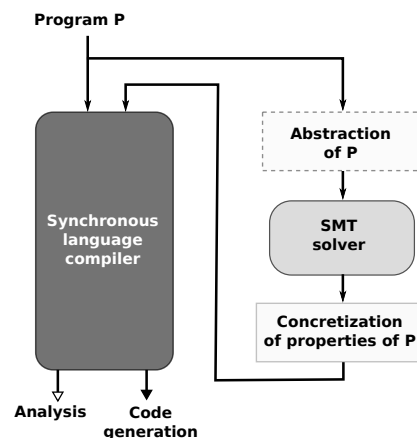 Program P
Abstraction
of P
Synchronous
language
compiler
SMT
solver
Concretization
of properties of P
Analysis
Code
generation